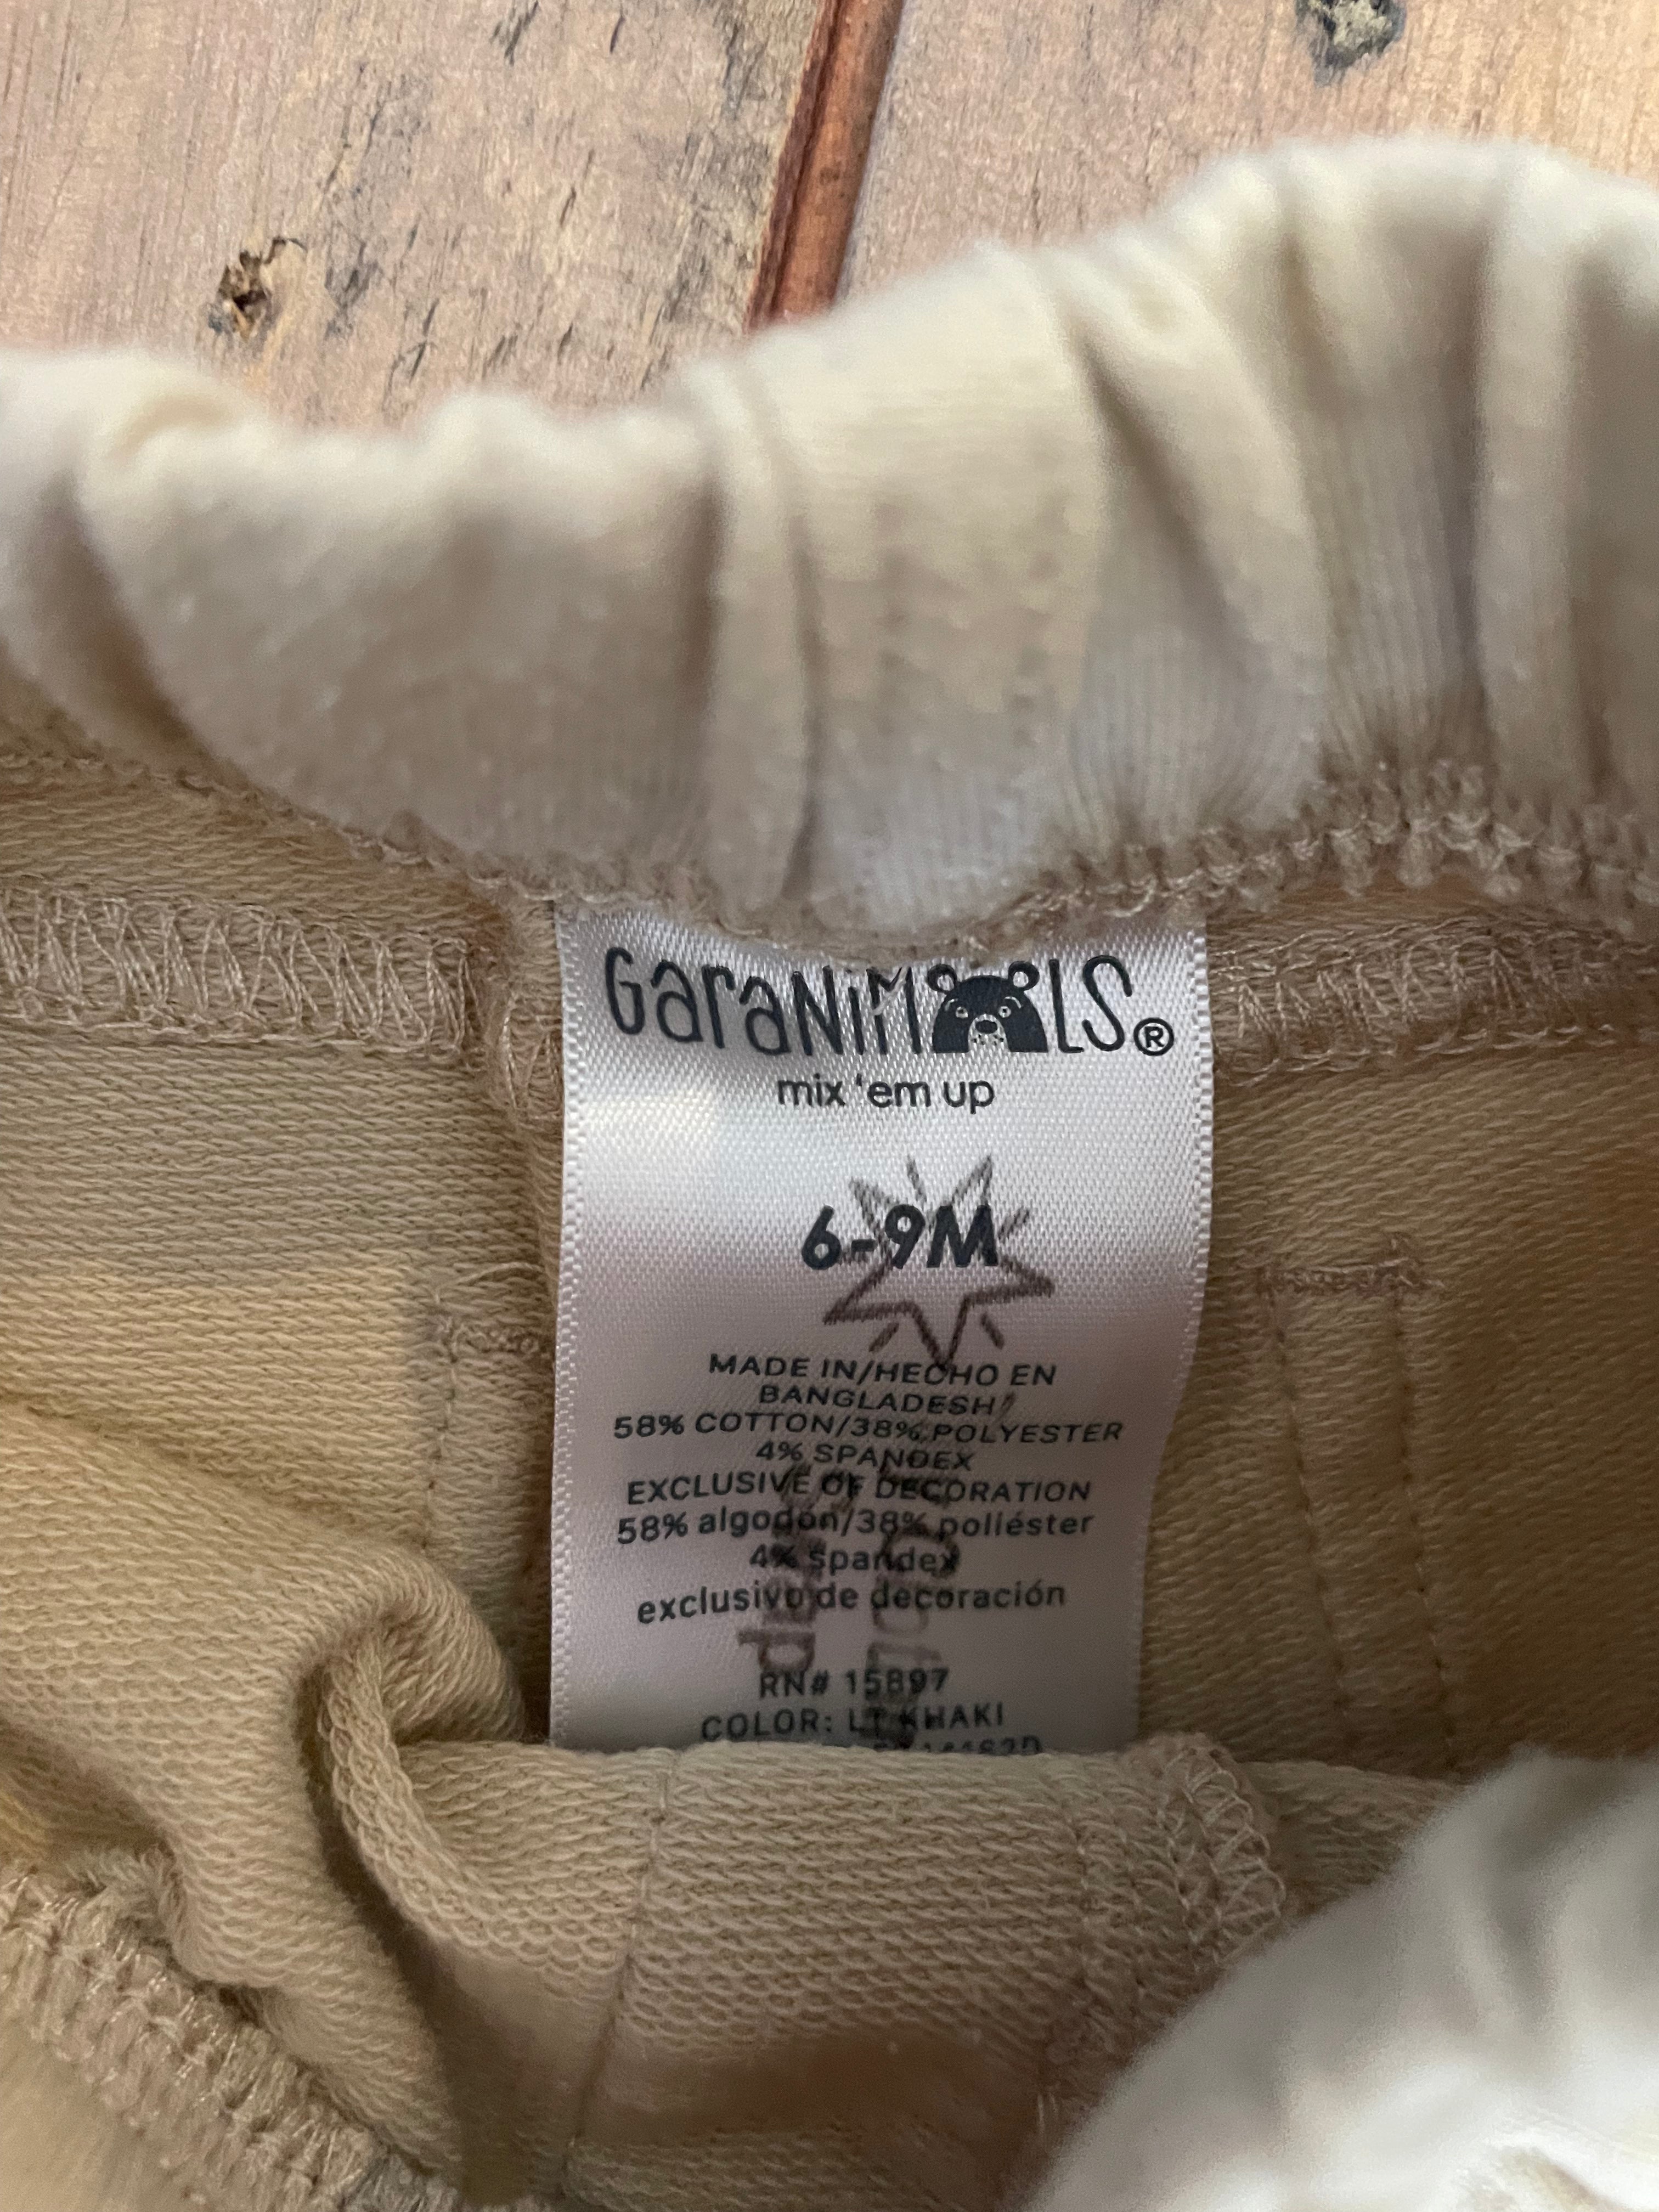 GaraNiMALS®
mix 'em up
6-9M
MADE IN/HECHO EN
BANGLADESH
58% COTTON/38% POLYESTER
4% SPANDEX
EXCLUSIVE OF DECORATION
58% algodón/38% poliéster
4% spandex
exclusivo de decoración
RN# 15897
COLOR: LT KHAKI